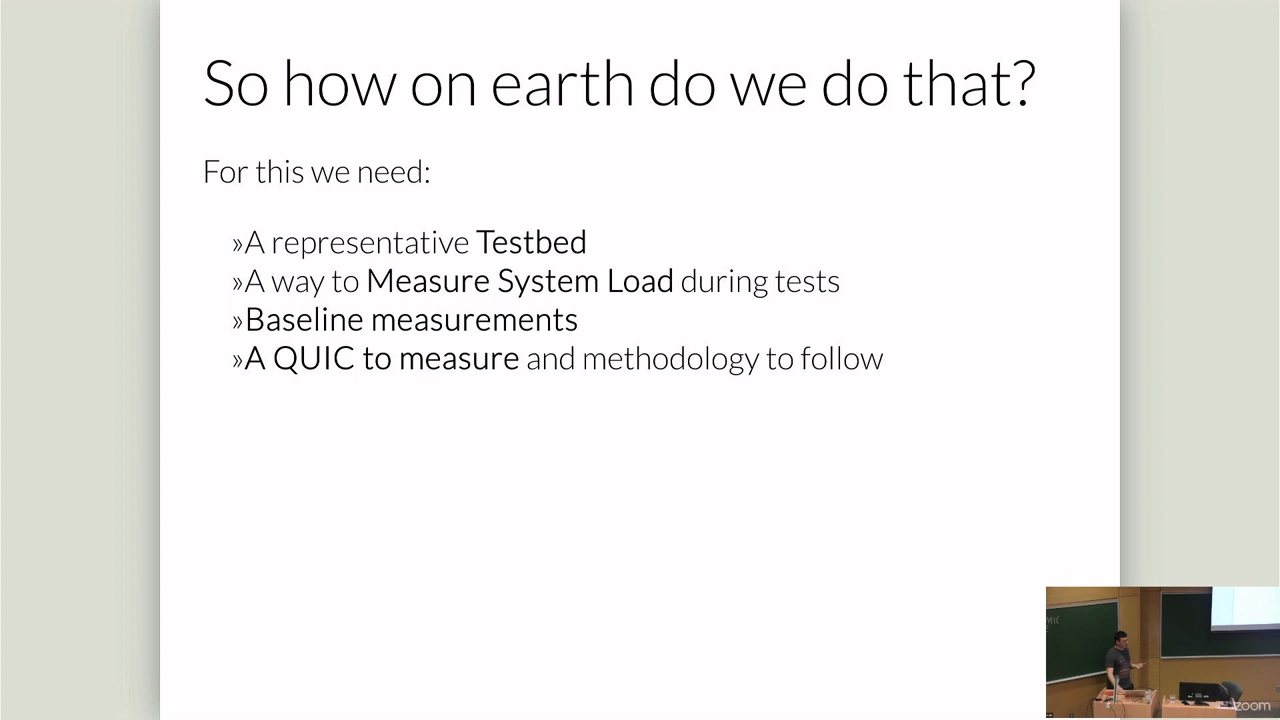 So how on earth do we do that?
For this we need:
»A representative Testbed
»A way to Measure System Load during tests
»Baseline measurements
»A QUIC to measure and methodology to follow
zoom